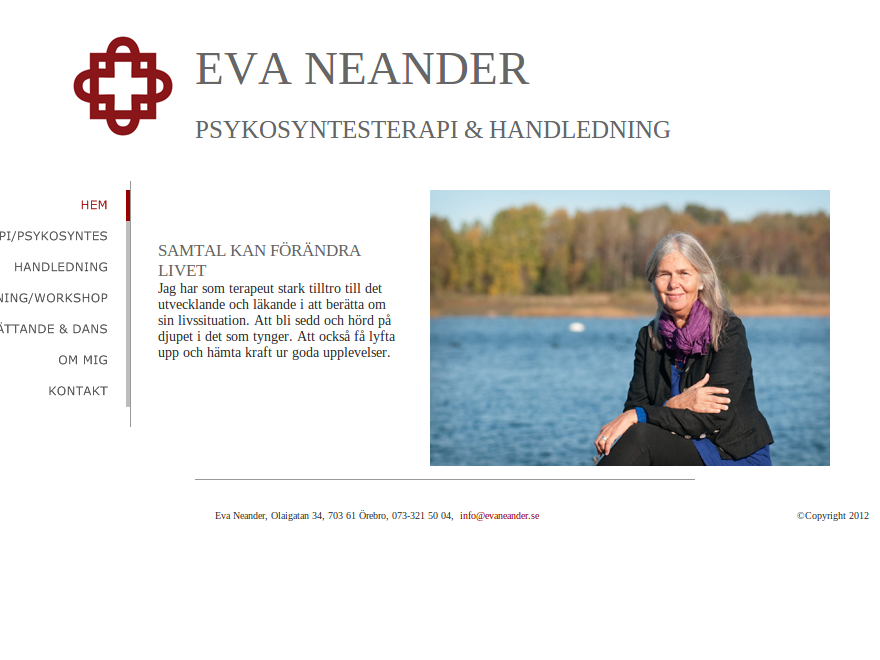 EVA NEANDER
PSYKOSYNTESTERAPI & HANDLEDNING
HEM
PI/PSYKOSYNTES
HANDLEDNING
NING/WORKSHOP
ÄTTANDE & DANS
OM MIG
KONTAKT
SAMTAL KAN FÖRÄNDRA
LIVET
Jag har som terapeut stark tilltro till det
utvecklande och läkande i att berätta om
sin livssituation. Att bli sedd och hörd på
djupet i det som tynger. Att också få lyfta
upp och hämta kraft ur goda upplevelser.
Eva Neander, Olaigatan 34, 703 61 Örebro, 073-321 50 04, info@evaneander.se
©Copyright 2012